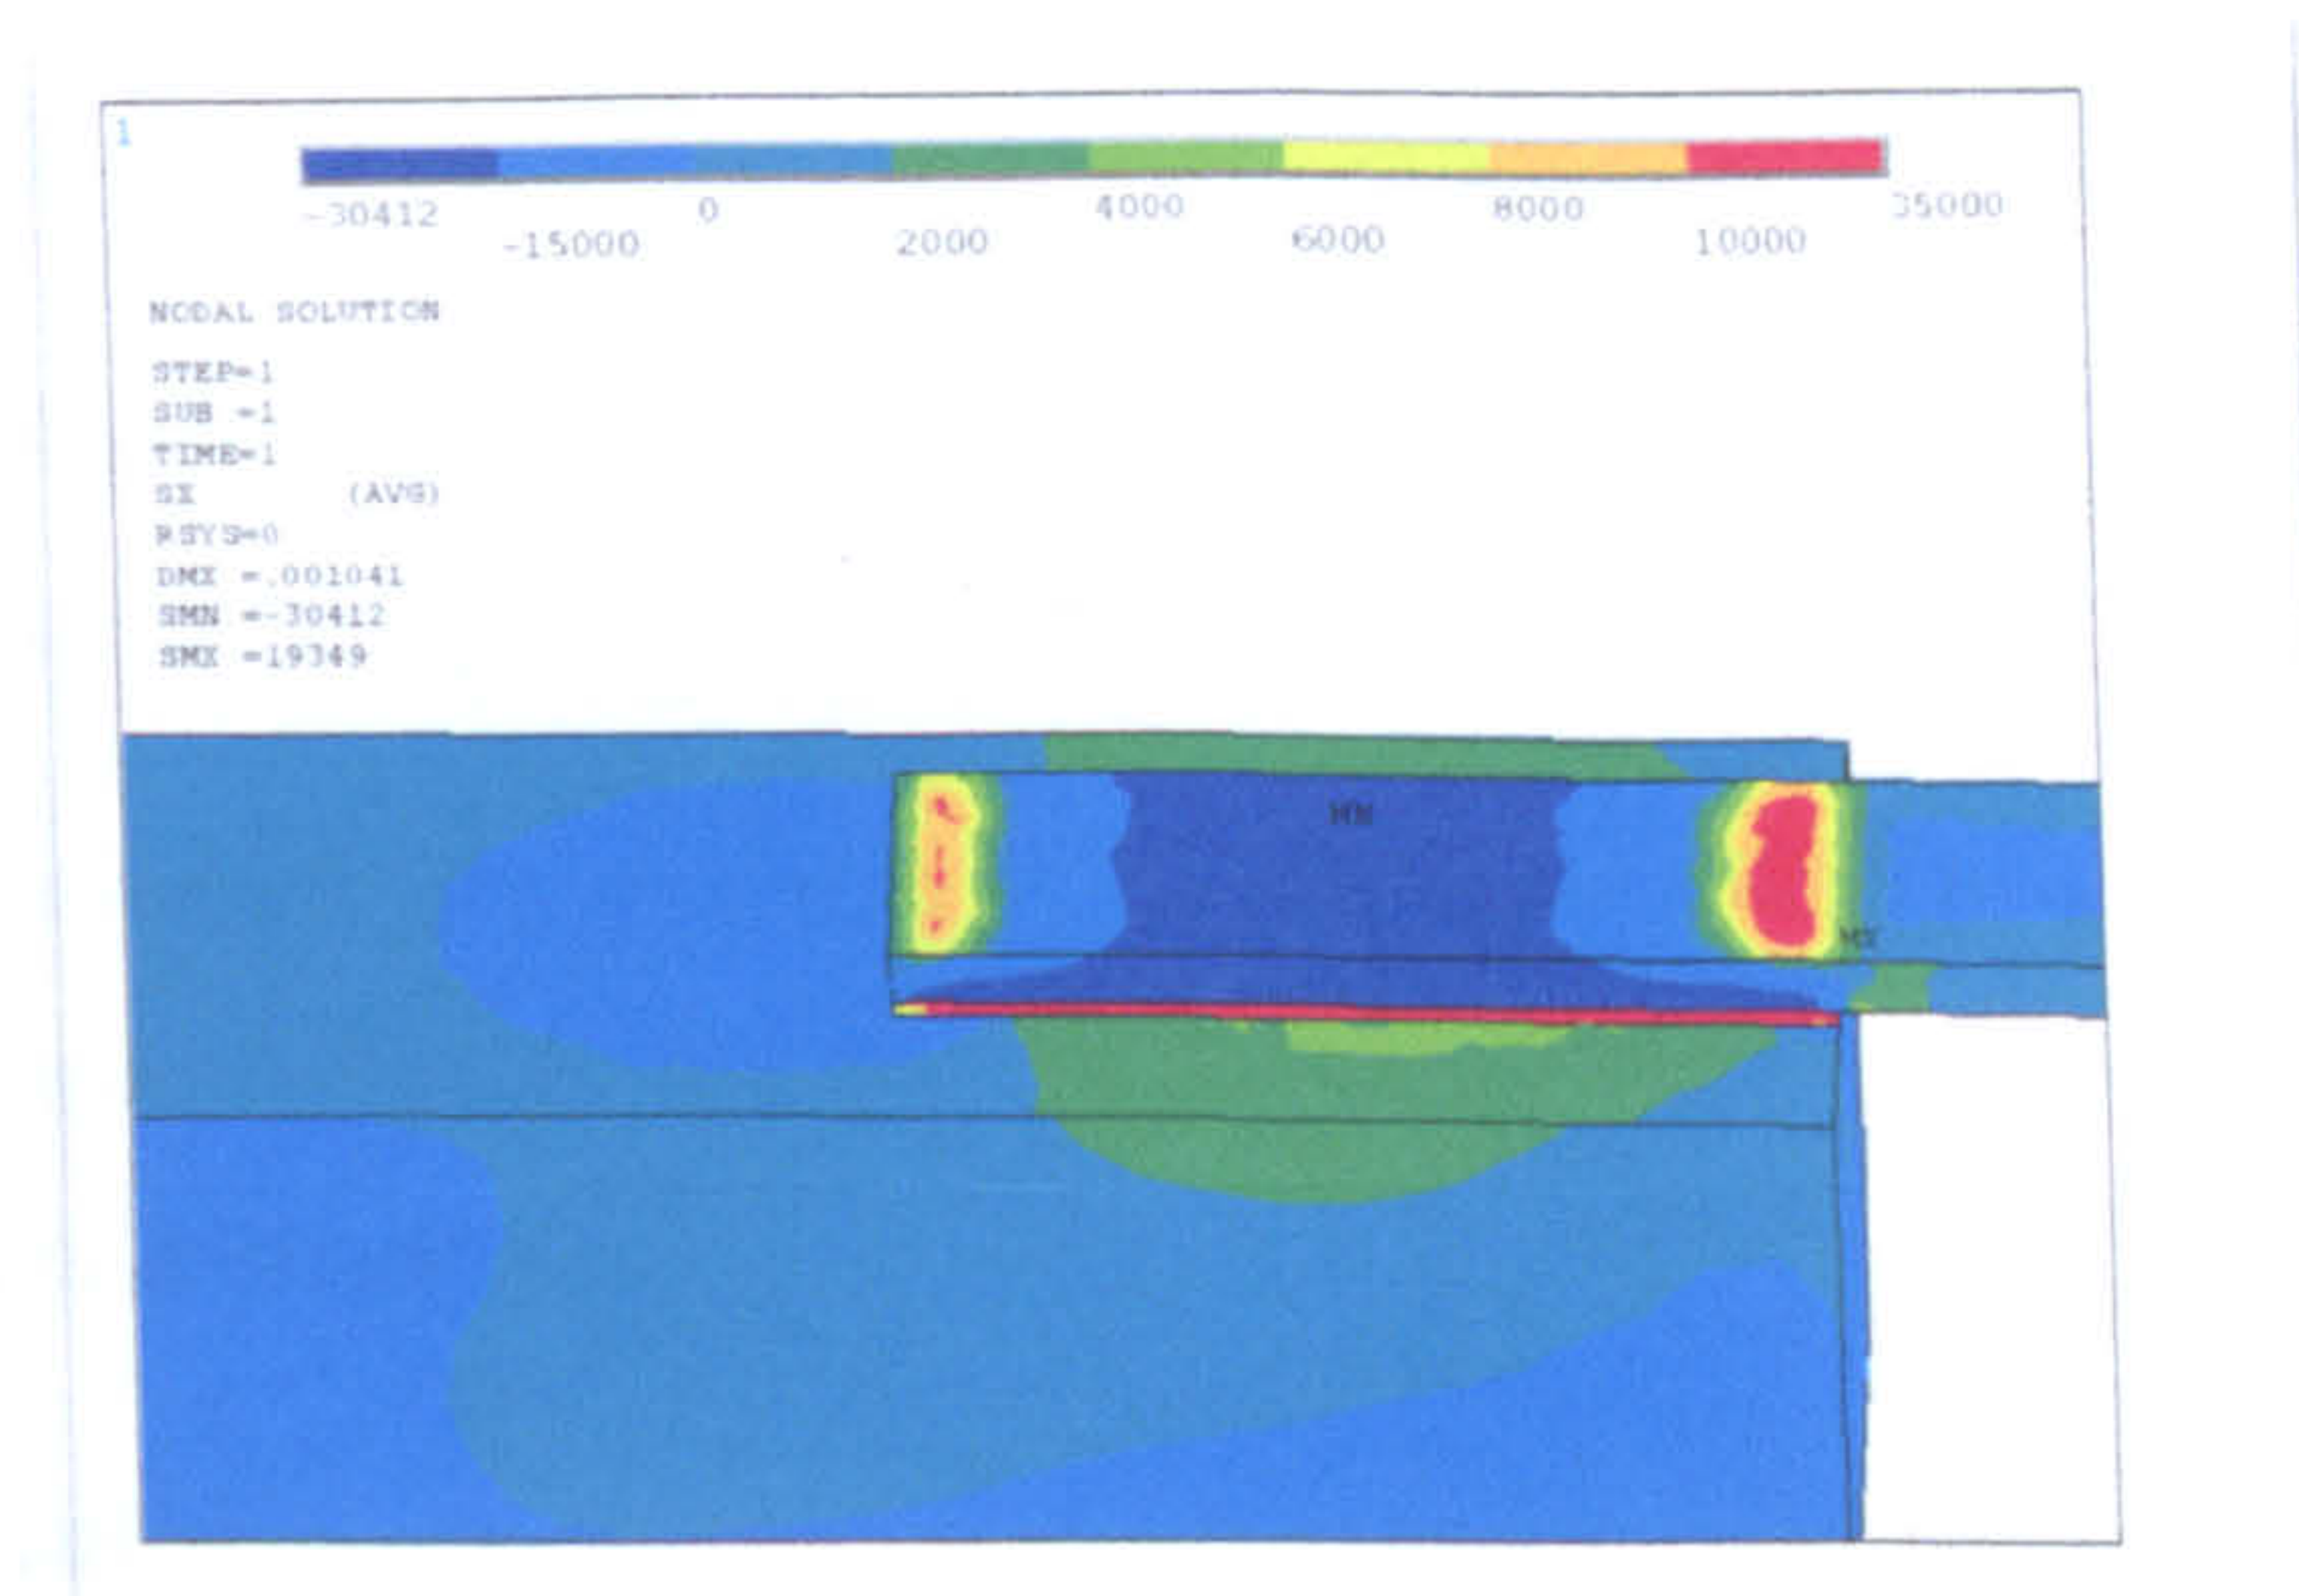 1
-30412 0 4000 8000 35000
-15000 2000 6000 10000
NODAL SOLUTION
STEP=1
SUB =1
TIME=1
SX (AVG)
RSYS=0
DMX =.001041
SMN =-30412
SMX =19349
MN
MX